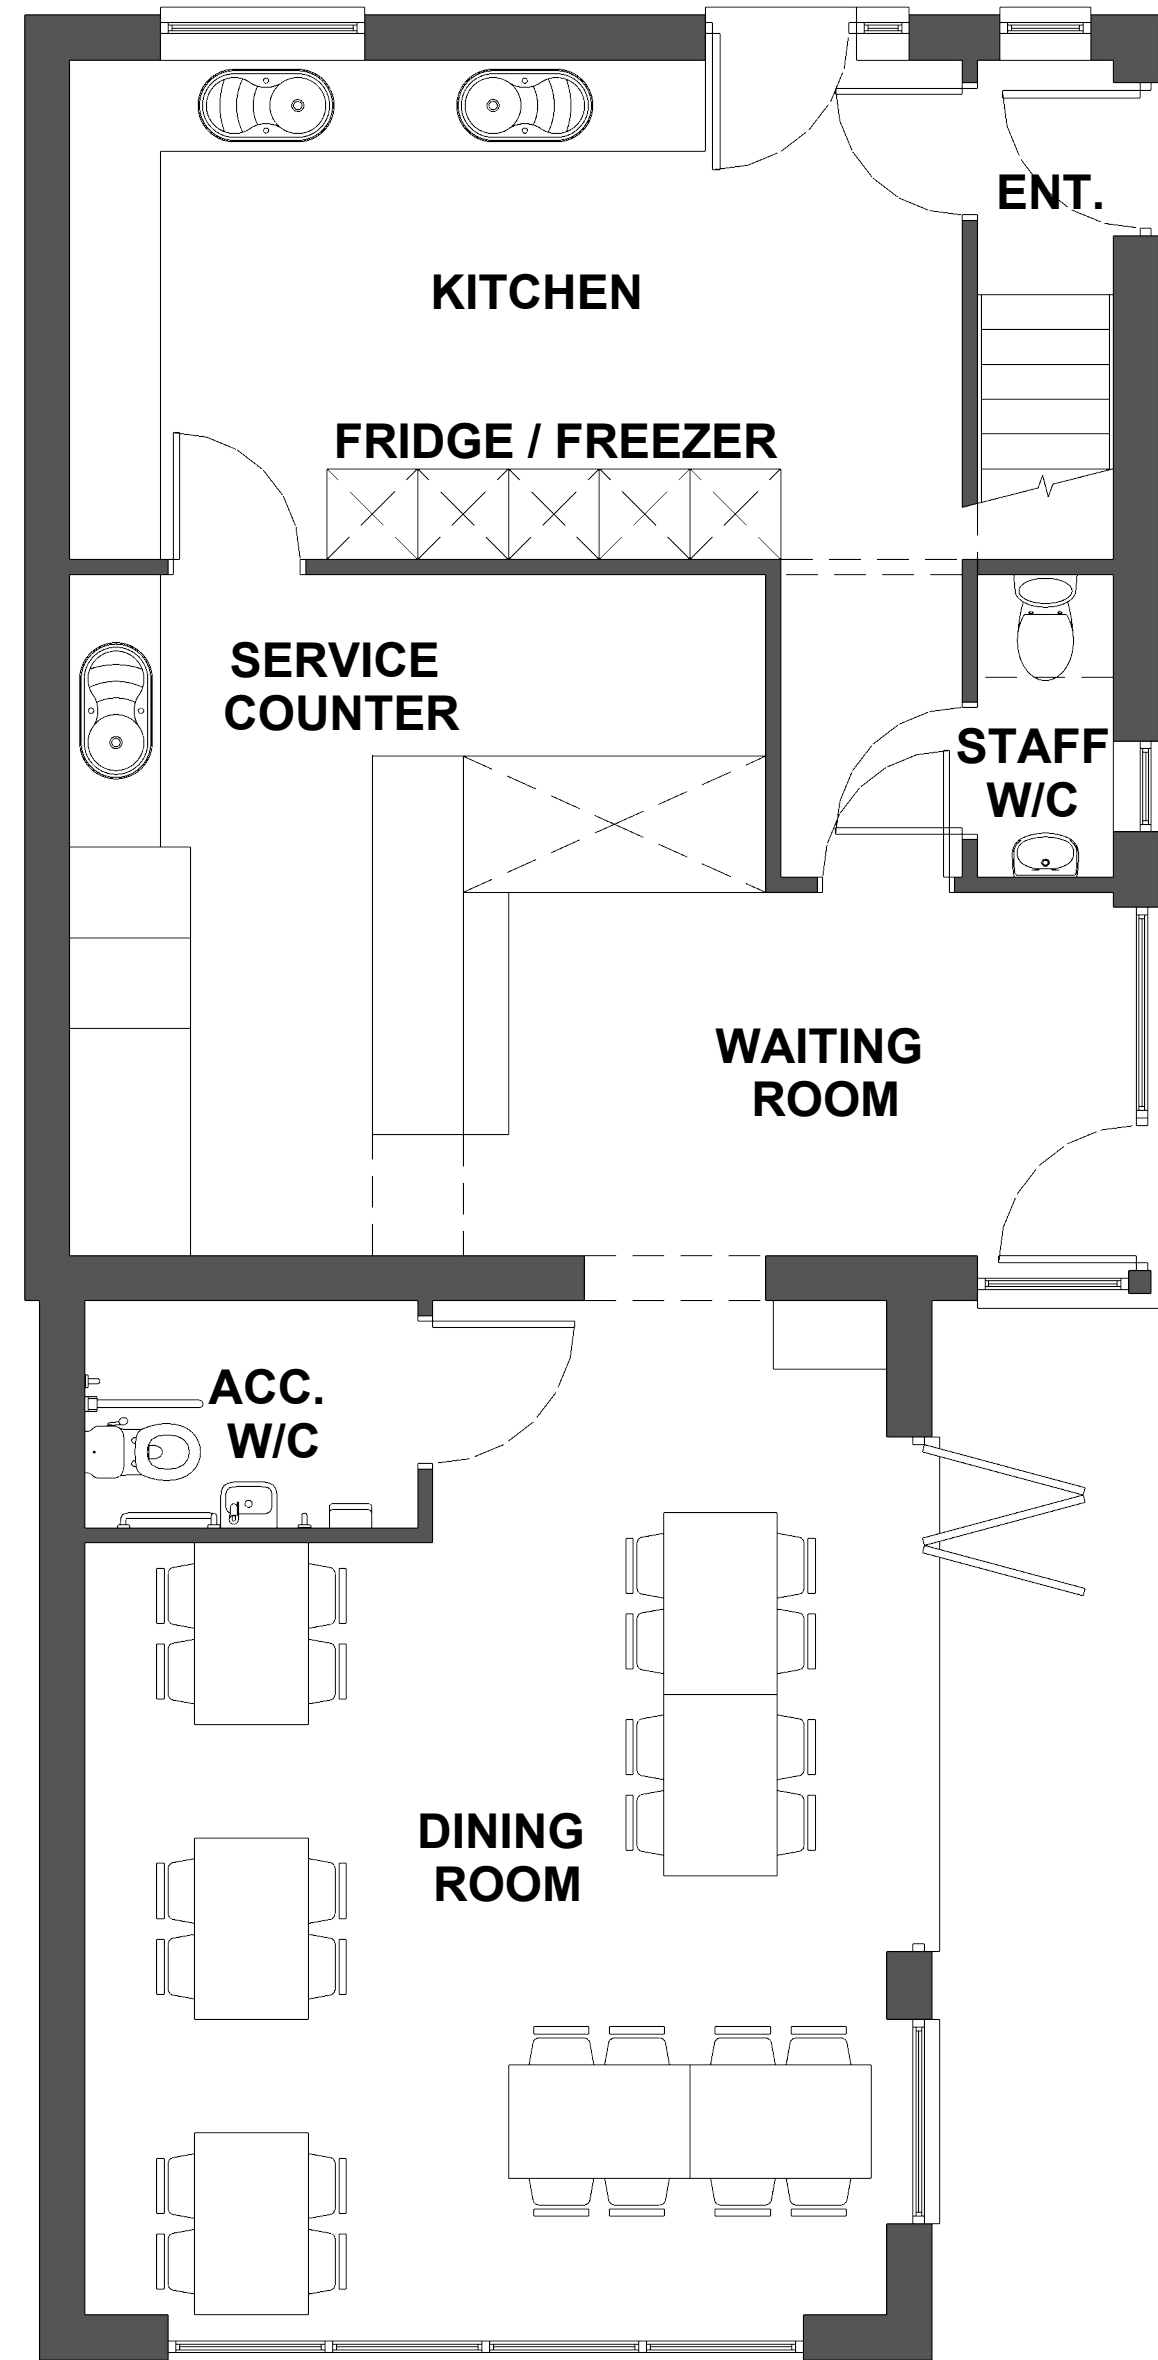 ENT.
KITCHEN
FRIDGE / FREEZER
SERVICE
COUNTER
STAFF
W/C
WAITING
ROOM
ACC.
W/C
DINING
ROOM